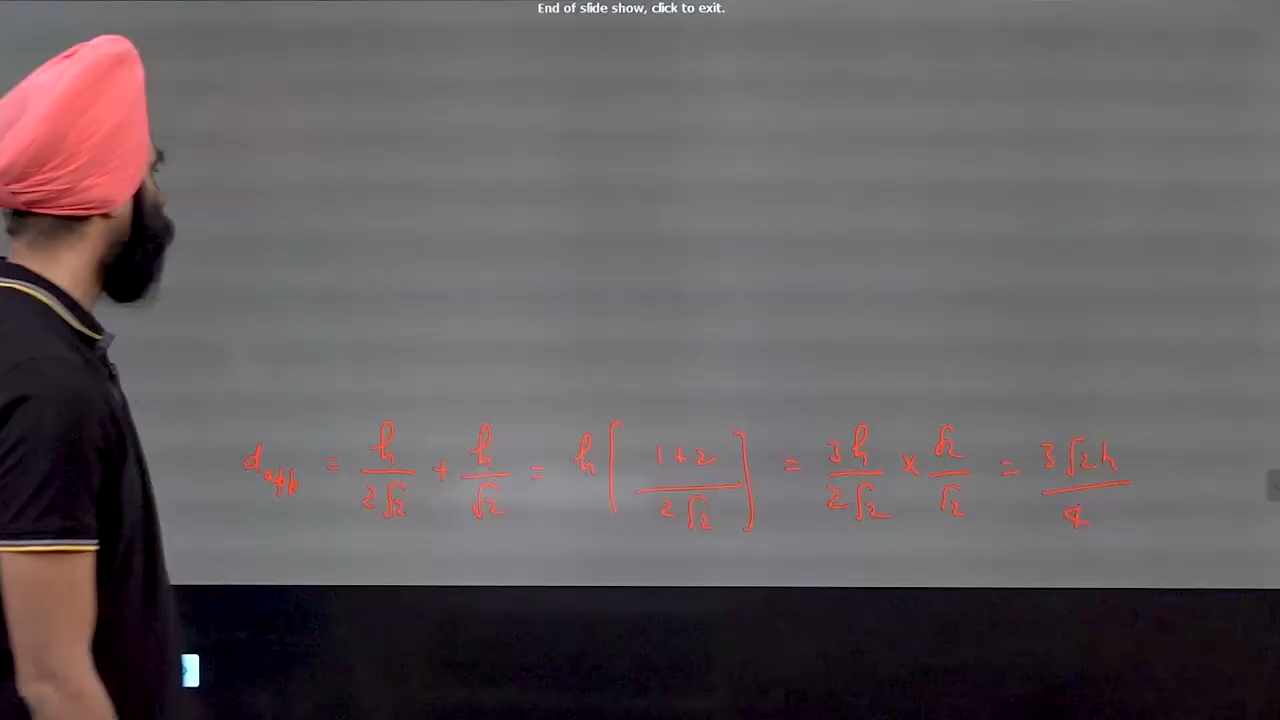 End of slide show, click to exit.
d_app = h/2√2 + h/√2 = h[1+2/2√2] = 3h/2√2 × √2/√2 = 3√2h/4